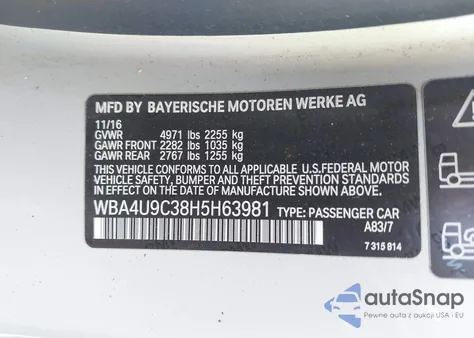 MFD BY BAYERISCHE MOTOREN WERKE AG
11/16
GVWR 4971 lbs 2255 kg
GAWR FRONT 2282 lbs 1035 kg
GAWR REAR 2767 lbs 1255 kg
THIS VEHICLE CONFORMS TO ALL APPLICABLE U.S.FEDERAL MOTOR
VEHICLE SAFETY, BUMPER AND THEFT PREVENTION STANDARDS IN
EFFECT ON THE DATE OF MANUFACTURE SHOWN ABOVE.
WBA4U9C38H5H63981 TYPE: PASSENGER CAR
A83/7
7 315 814
autoSnap
Pewne auta z aukcji USA i EU